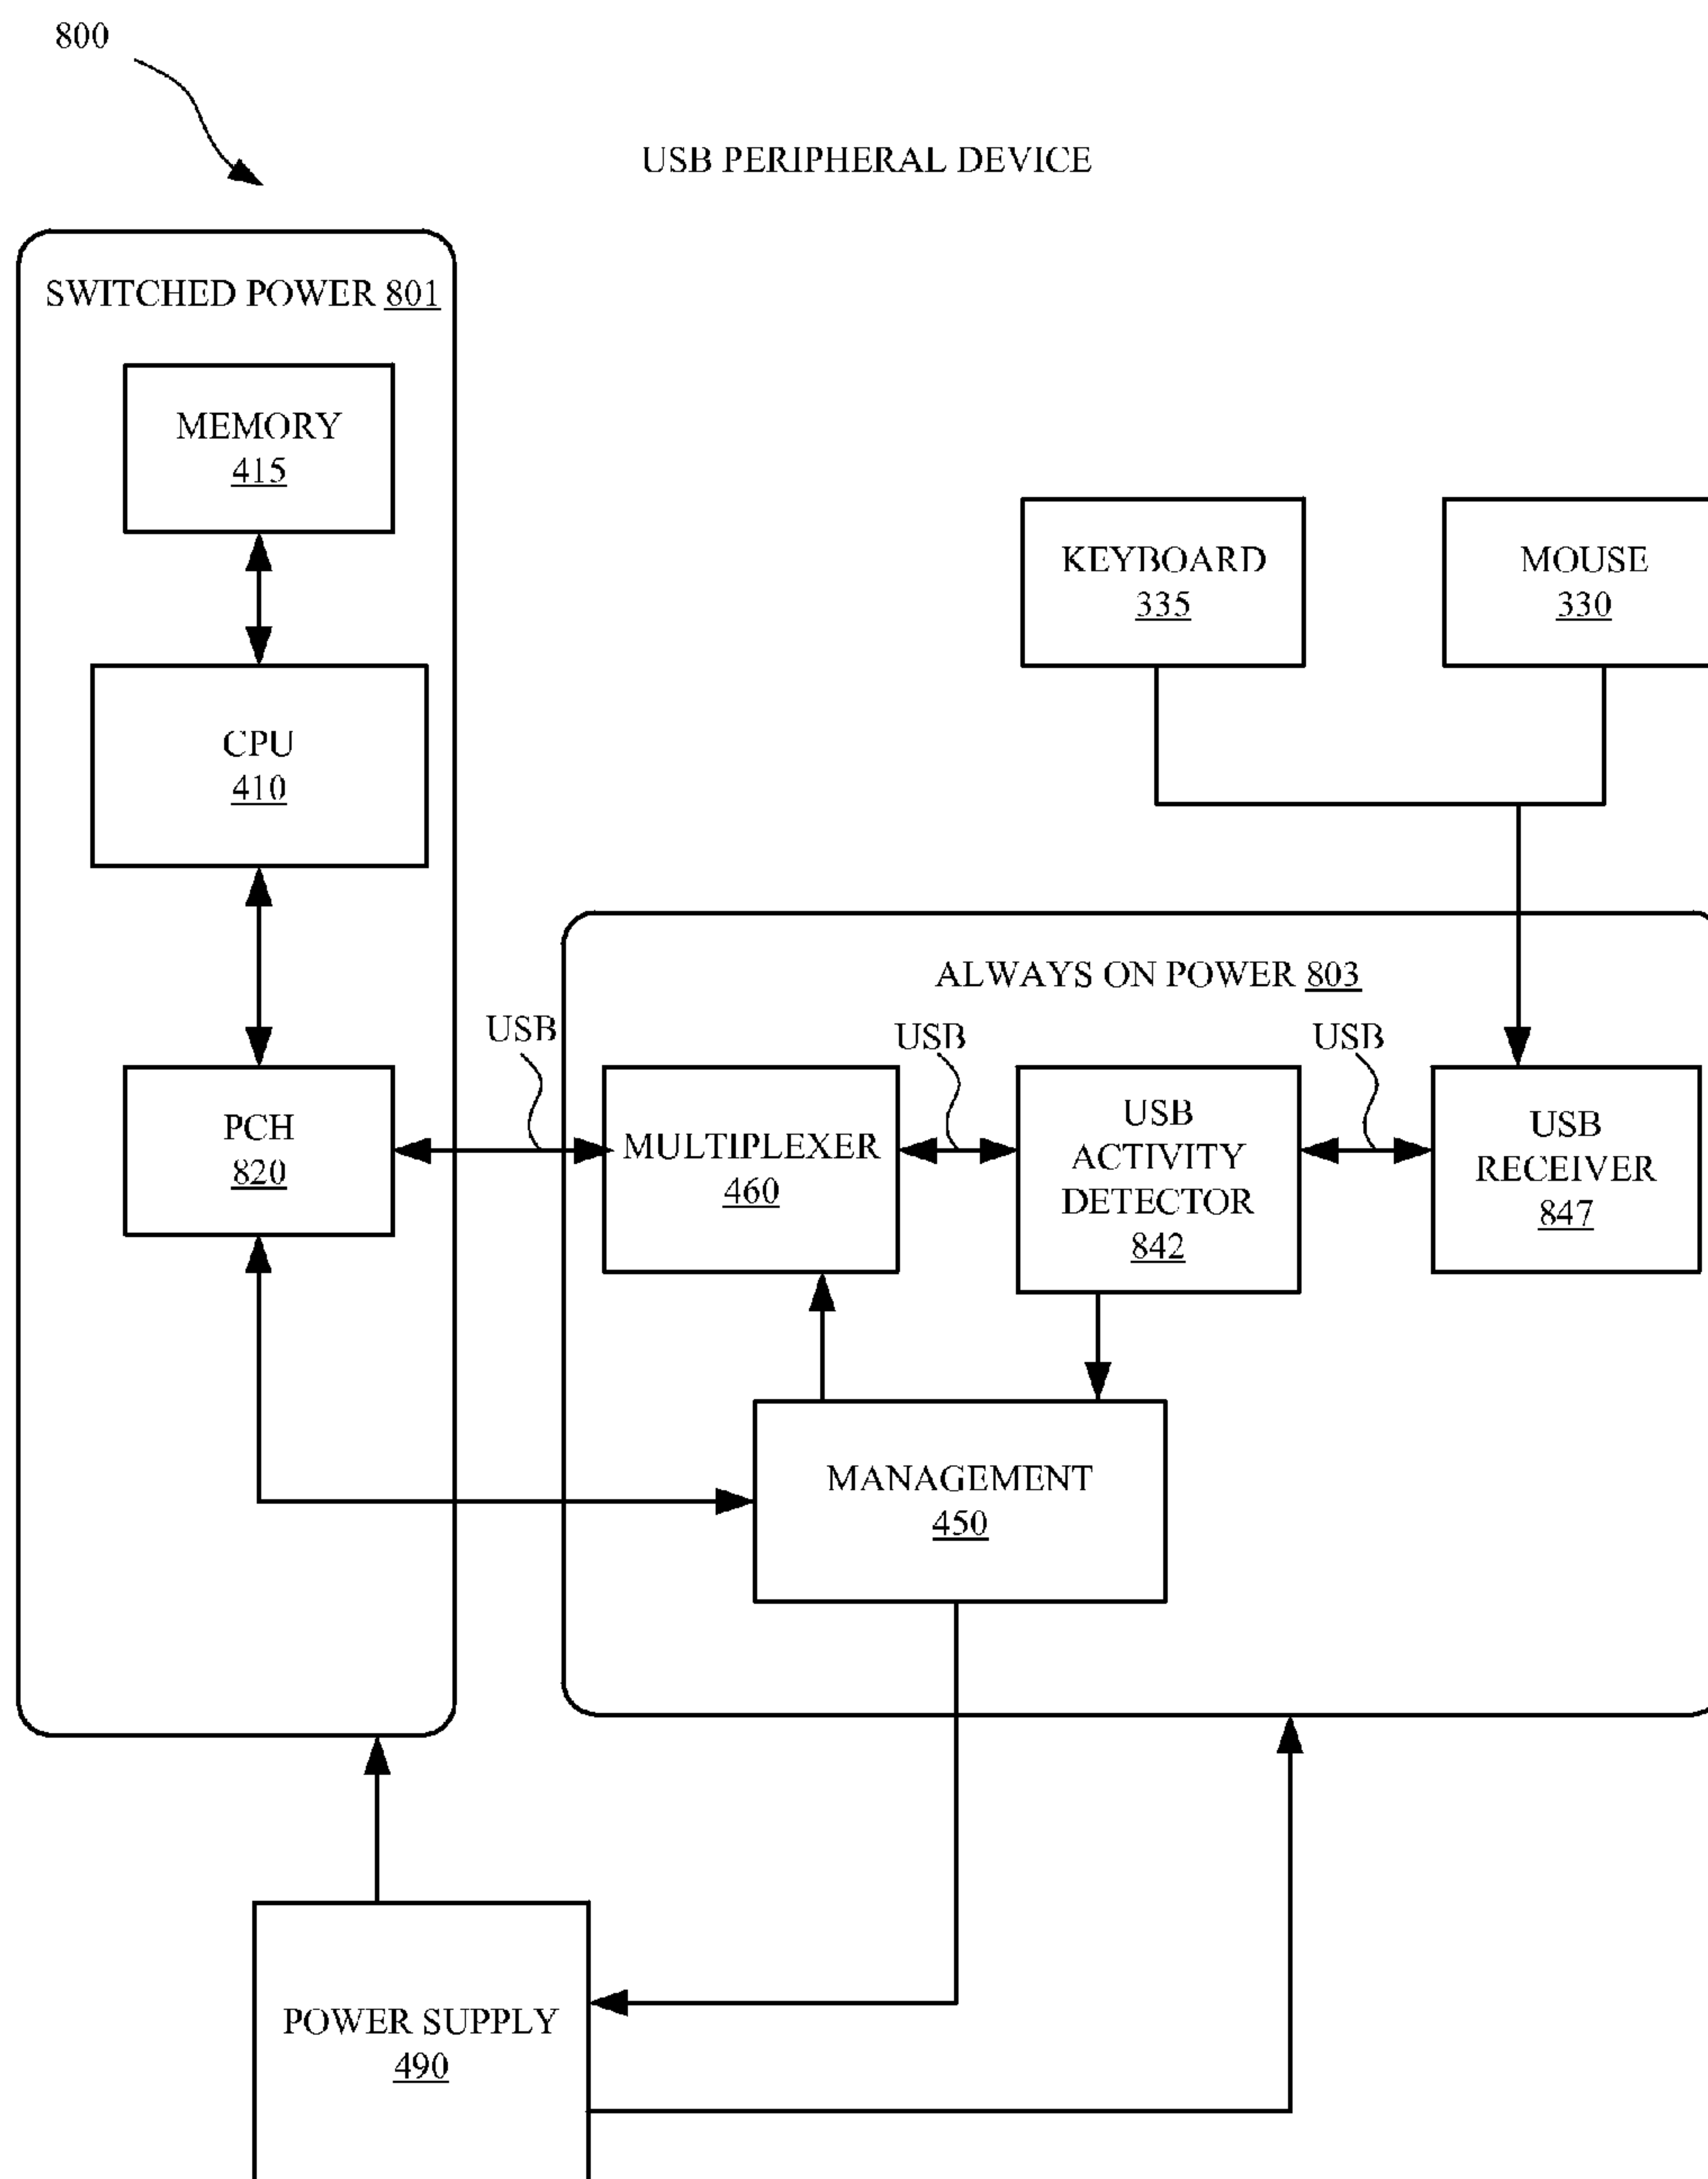 800
USB PERIPHERAL DEVICE
SWITCHED POWER 801
MEMORY
415
KEYBOARD
335
MOUSE
330
CPU
410
ALWAYS ON POWER 803
USB
USB
USB
PCH
820
MULTIPLEXER
460
USB
ACTIVITY
DETECTOR
842
USB
RECEIVER
847
MANAGEMENT
450
POWER SUPPLY
490